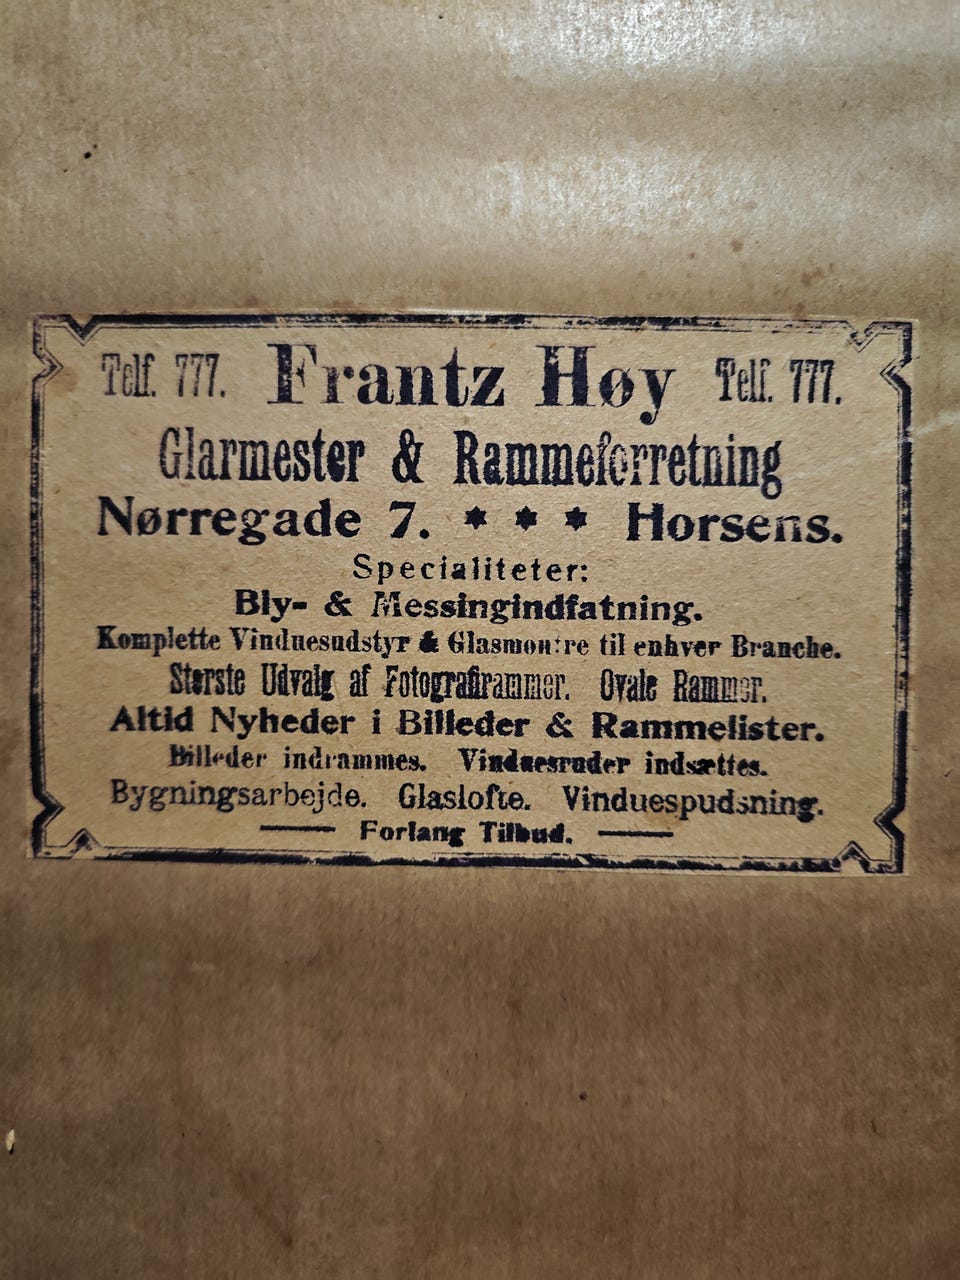 Telf. 777. Frantz Høy Telf. 777.
Glarmester & Rammeforretning
Nørregade 7. * * * Horsens.
Specialiteter:
Bly- & Messingindfatning.
Komplette Vinduesudstyr & Glasmontre til enhver Branche.
Største Udvalg af Fotografirammer. Ovale Rammer.
Altid Nyheder i Billeder & Rammelister.
Billeder indrammes. Vinduesruder indsættes.
Bygningsarbejde. Glaslofte. Vinduespudsning.
Forlang Tilbud.